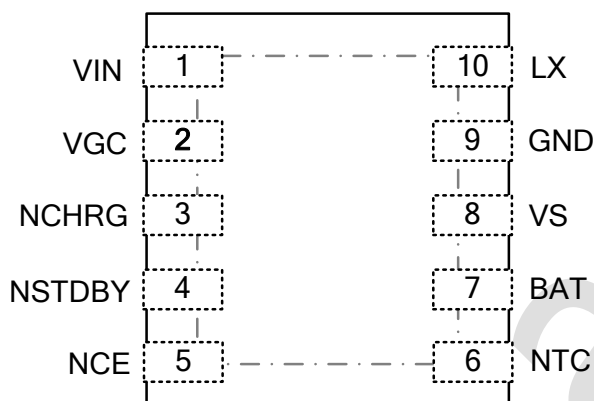 VIN 1 10 LX
VGC 2 9 GND
NCHRG 3 8 VS
NSTDBY 4 7 BAT
NCE 5 6 NTC